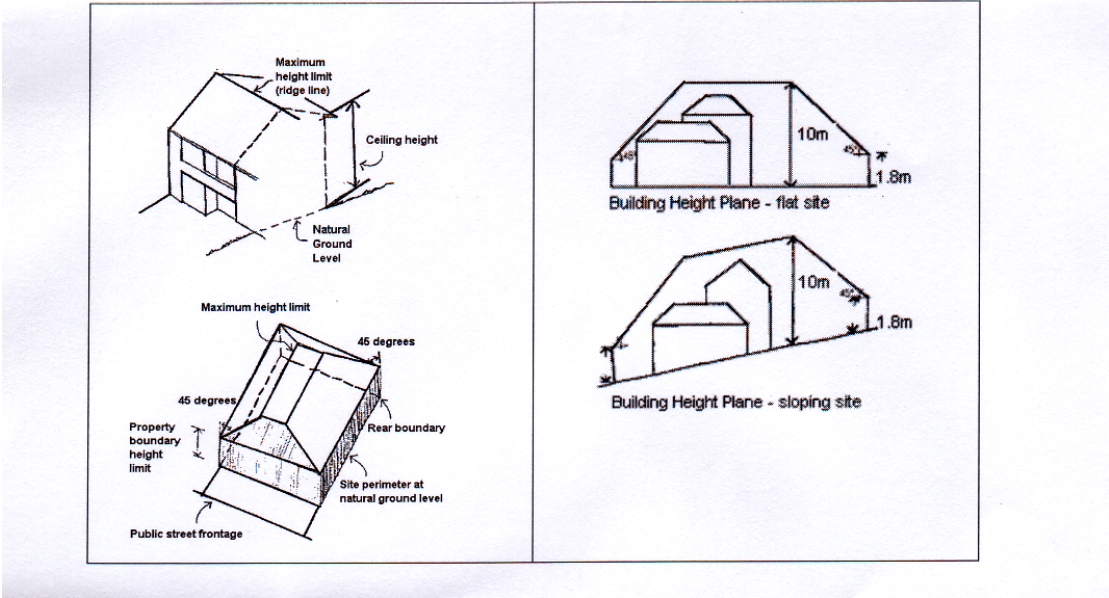 Maximum
height limit
(ridge line)
Ceiling height
Natural
Ground
Level
Maximum height limit
45 degrees
45 degrees
Property
boundary
height
limit
Rear boundary
Site perimeter at
natural ground level
Public street frontage
10m
45°
45°
1.8m
Building Height Plane - flat site
10m
45°
1.8m
Building Height Plane - sloping site